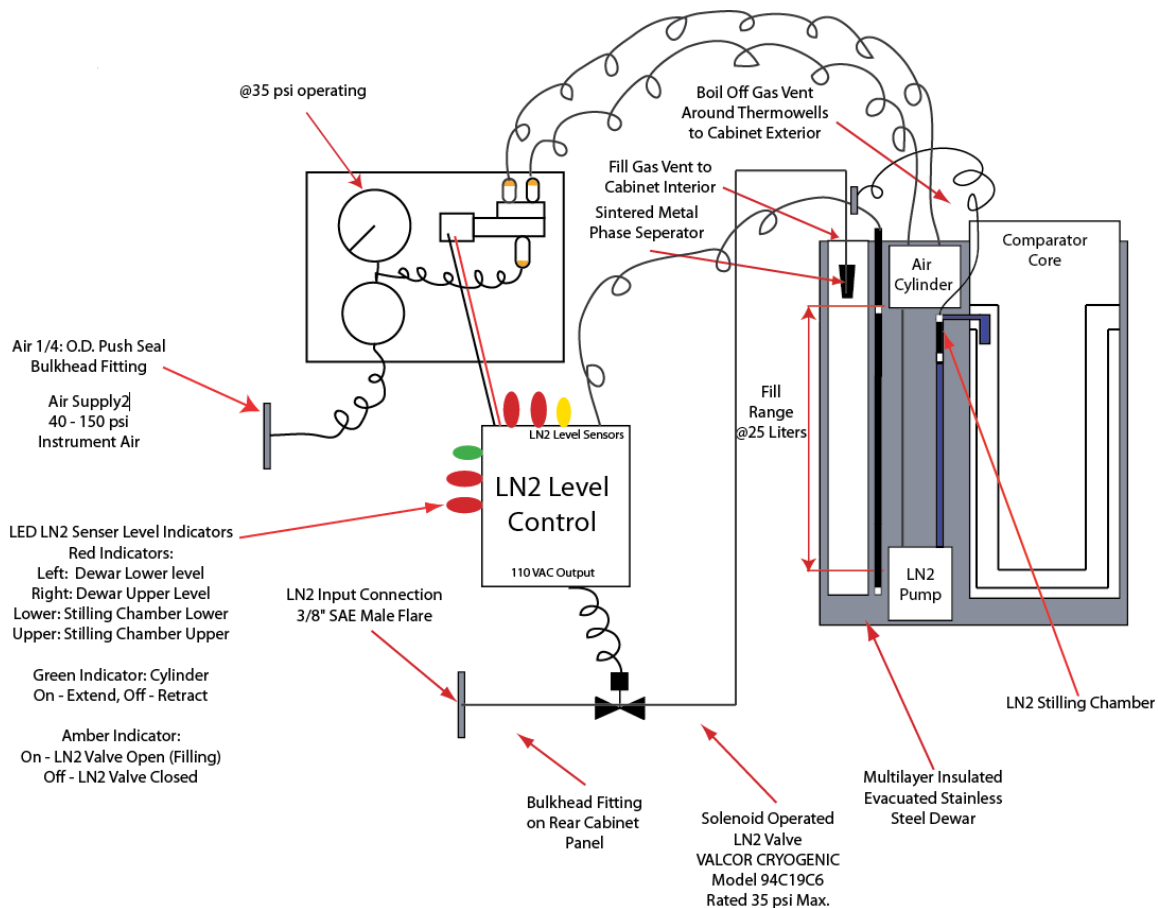 @35 psi operating
Boil Off Gas Vent
Around Thermowells
to Cabinet Exterior
Fill Gas Vent to
Cabinet Interior
Sintered Metal
Phase Seperator
Comparator
Core
Air
Cylinder
Air 1/4: O.D. Push Seal
Bulkhead Fitting
Air Supply2
40 - 150 psi
Instrument Air
Fill
Range
@25 Liters
LN2 Level Sensors
LN2 Level
Control
110 VAC Output
LED LN2 Senser Level Indicators
Red Indicators:
Left:  Dewar Lower level
Right: Dewar Upper Level
Lower: Stilling Chamber Lower
Upper: Stilling Chamber Upper
Green Indicator: Cylinder
On - Extend, Off - Retract
Amber Indicator:
On - LN2 Valve Open (Filling)
Off - LN2 Valve Closed
LN2 Input Connection
3/8" SAE Male Flare
LN2
Pump
LN2 Stilling Chamber
Bulkhead Fitting
on Rear Cabinet
Panel
Solenoid Operated
LN2 Valve
VALCOR CRYOGENIC
Model 94C19C6
Rated 35 psi Max.
Multilayer Insulated
Evacuated Stainless
Steel Dewar